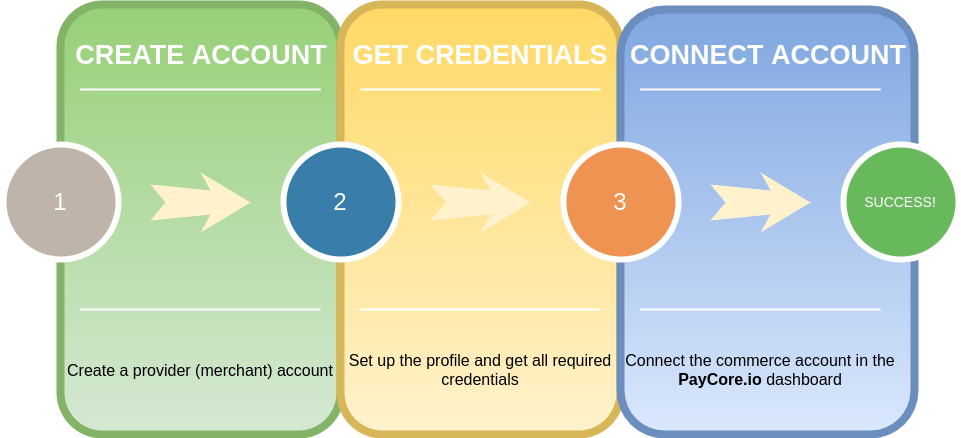 CREATE ACCOUNT
GET CREDENTIALS
CONNECT ACCOUNT
1
2
3
SUCCESS!
Create a provider (merchant) account
Set up the profile and get all required
credentials
Connect the commerce account in the
PayCore.io dashboard